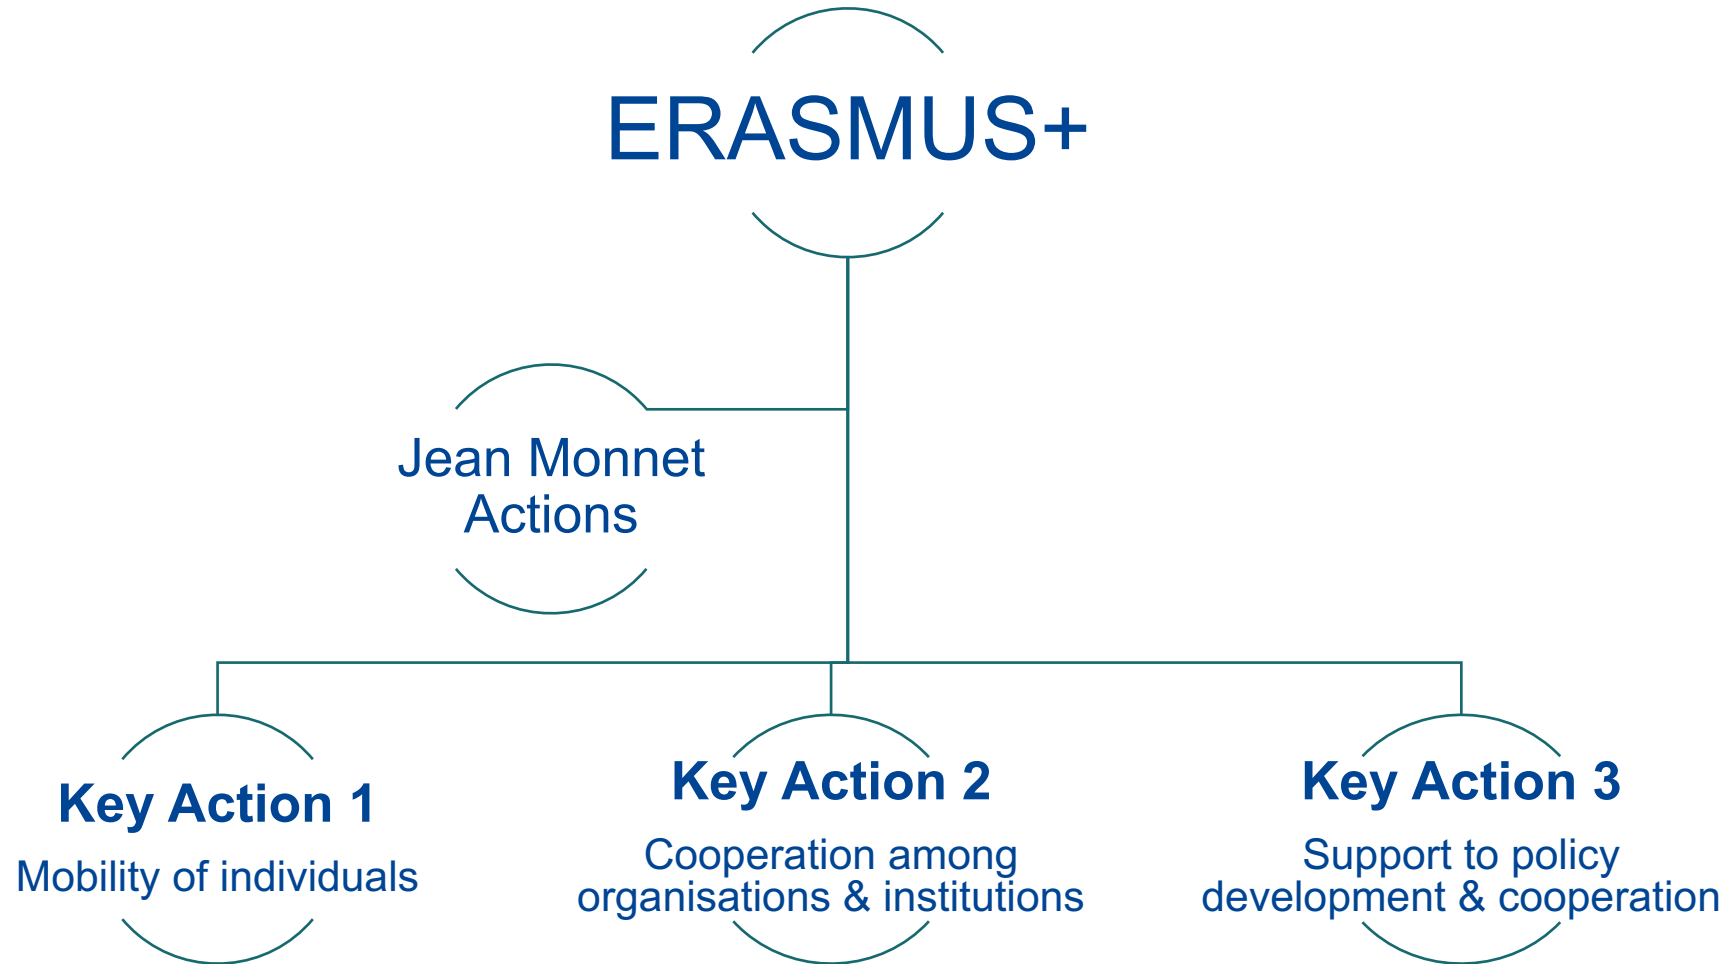 ERASMUS+
Jean Monnet
Actions
Key Action 1
Mobility of individuals
Key Action 2
Cooperation among
organisations & institutions
Key Action 3
Support to policy
development & cooperation